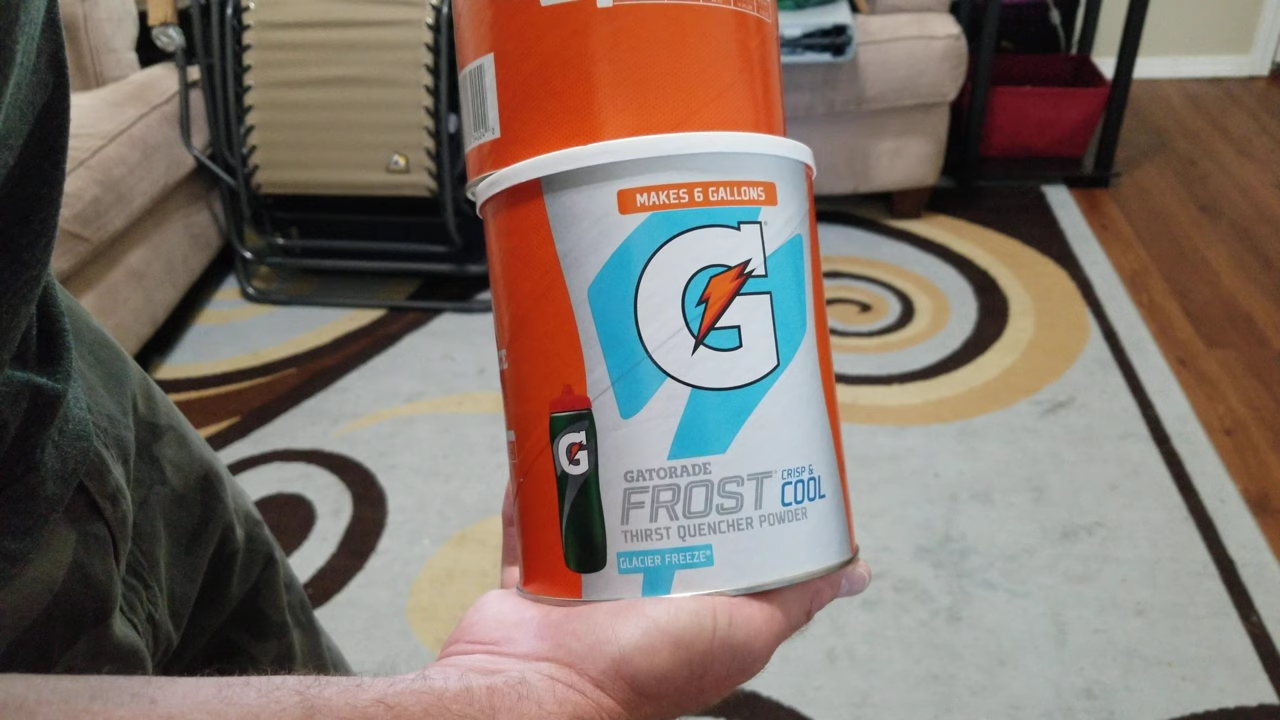 MAKES 6 GALLONS
G
G
GATORADE
FROST
CRISP &
COOL
THIRST QUENCHER POWDER
GLACIER FREEZE®